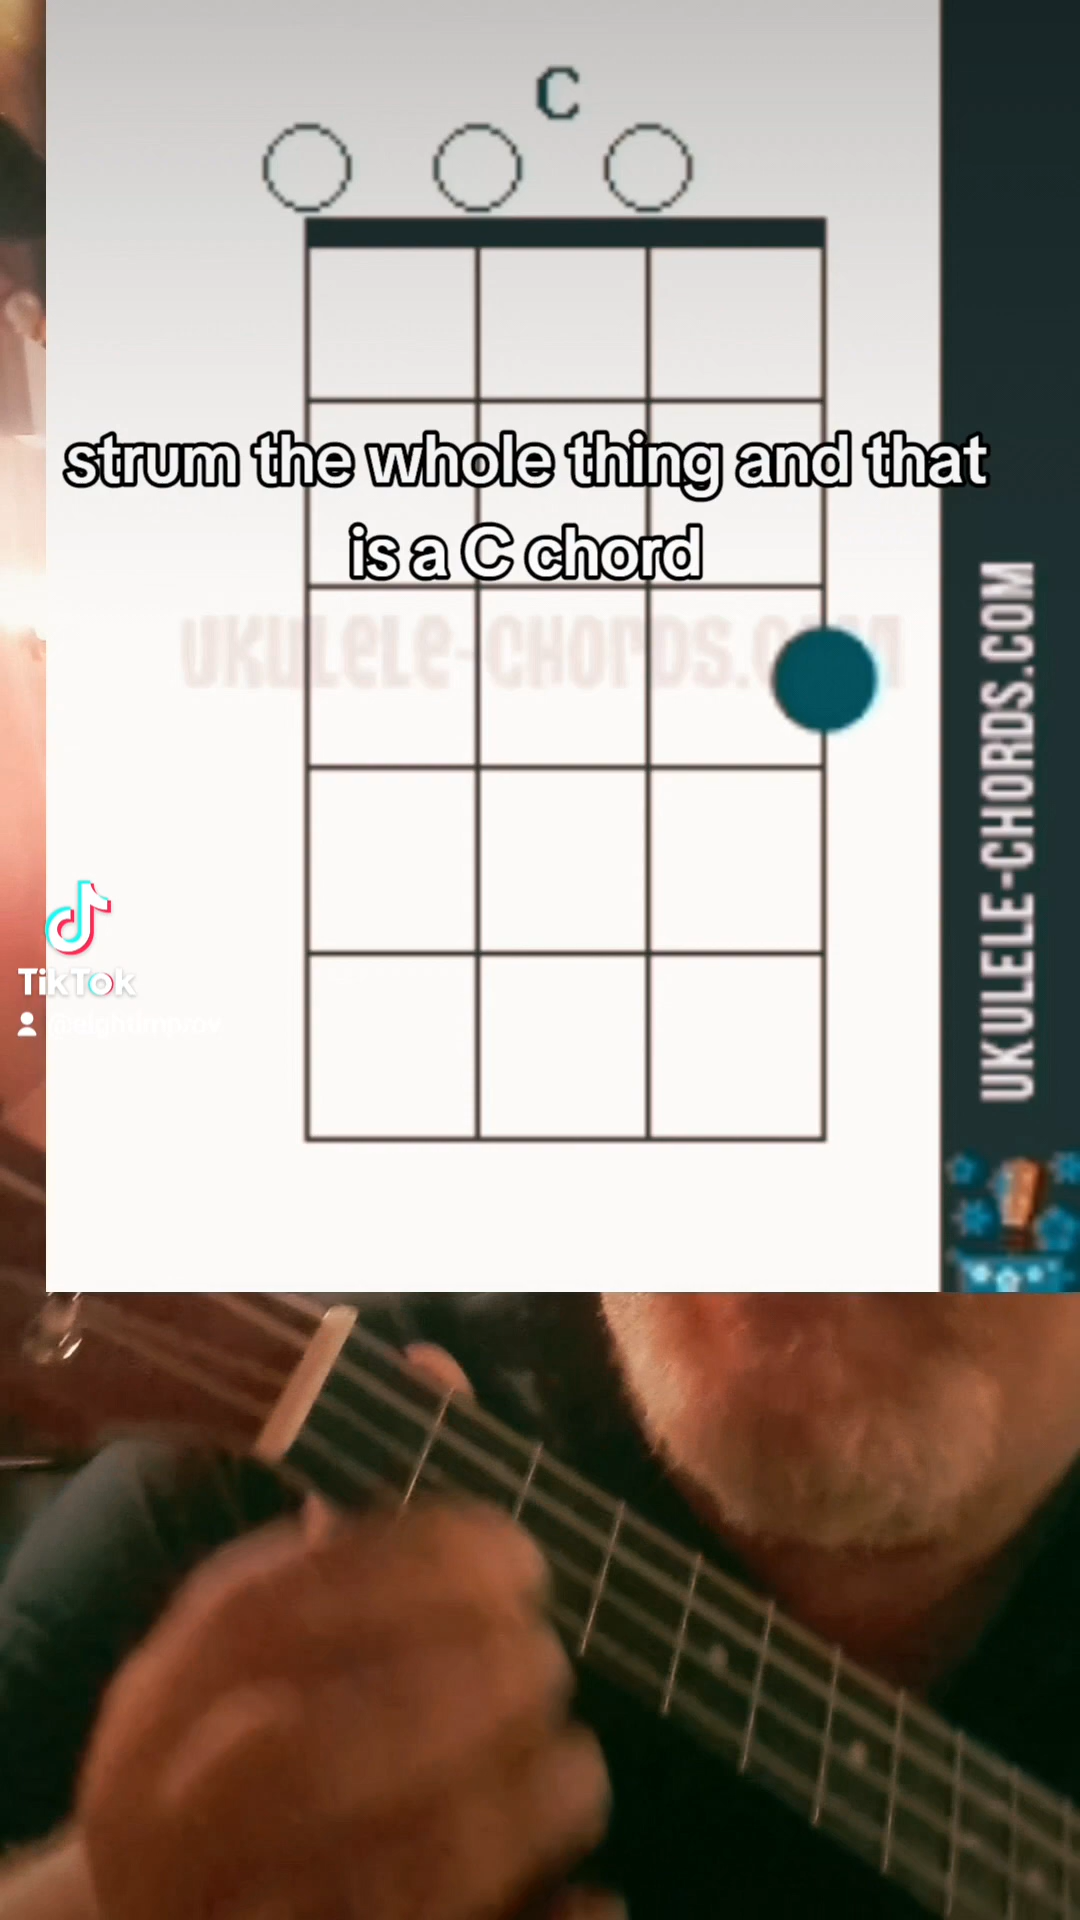 C
strum the whole thing and that
is a C chord
UKULELE-CHORDS.COM
UKULELE-CHORDS.COM
TikTok